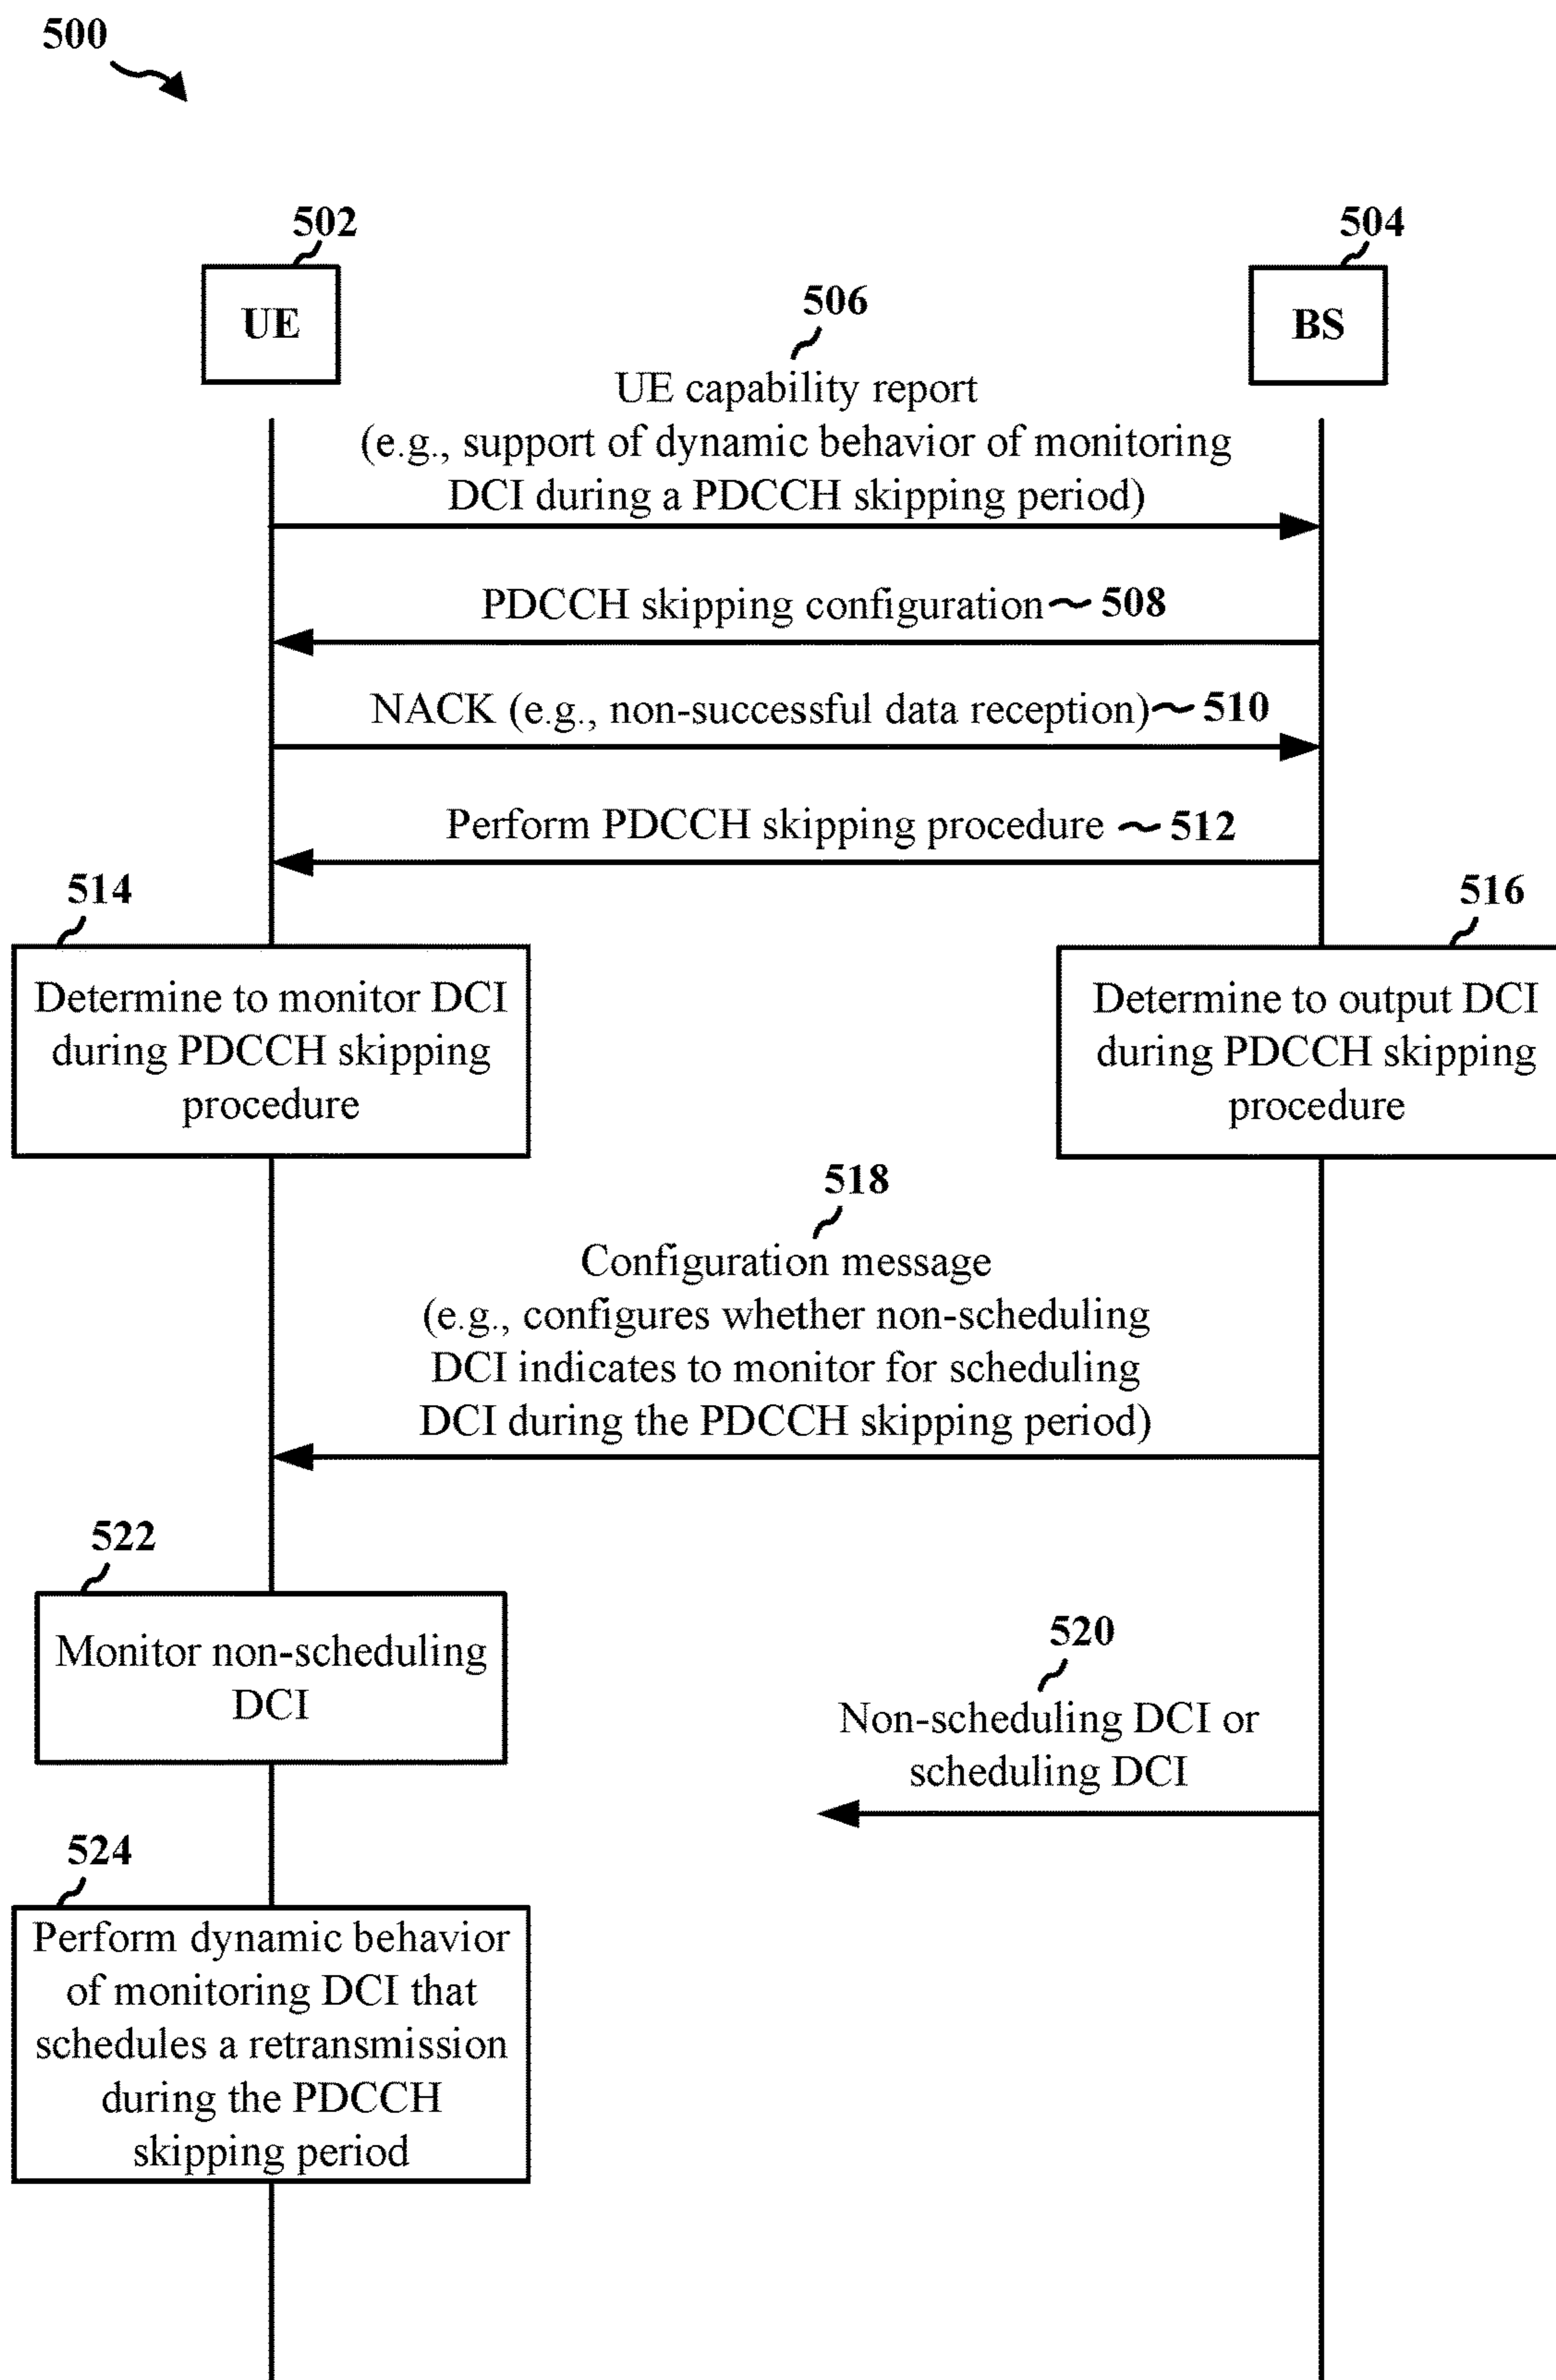 500
502
504
UE
BS
506
UE capability report
(e.g., support of dynamic behavior of monitoring
DCI during a PDCCH skipping period)
PDCCH skipping configuration 508
NACK (e.g., non-successful data reception) 510
Perform PDCCH skipping procedure 512
514
516
Determine to monitor DCI
during PDCCH skipping
procedure
Determine to output DCI
during PDCCH skipping
procedure
518
Configuration message
(e.g., configures whether non-scheduling
DCI indicates to monitor for scheduling
DCI during the PDCCH skipping period)
522
Monitor non-scheduling
DCI
520
Non-scheduling DCI or
scheduling DCI
524
Perform dynamic behavior
of monitoring DCI that
schedules a retransmission
during the PDCCH
skipping period